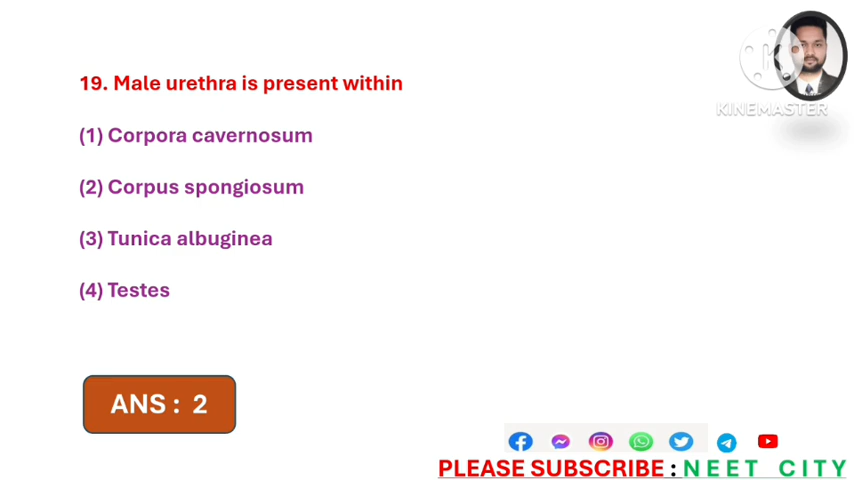 KINEMASTER
19. Male urethra is present within
(1) Corpora cavernosum
(2) Corpus spongiosum
(3) Tunica albuginea
(4) Testes
ANS : 2
PLEASE SUBSCRIBE : NEET CITY